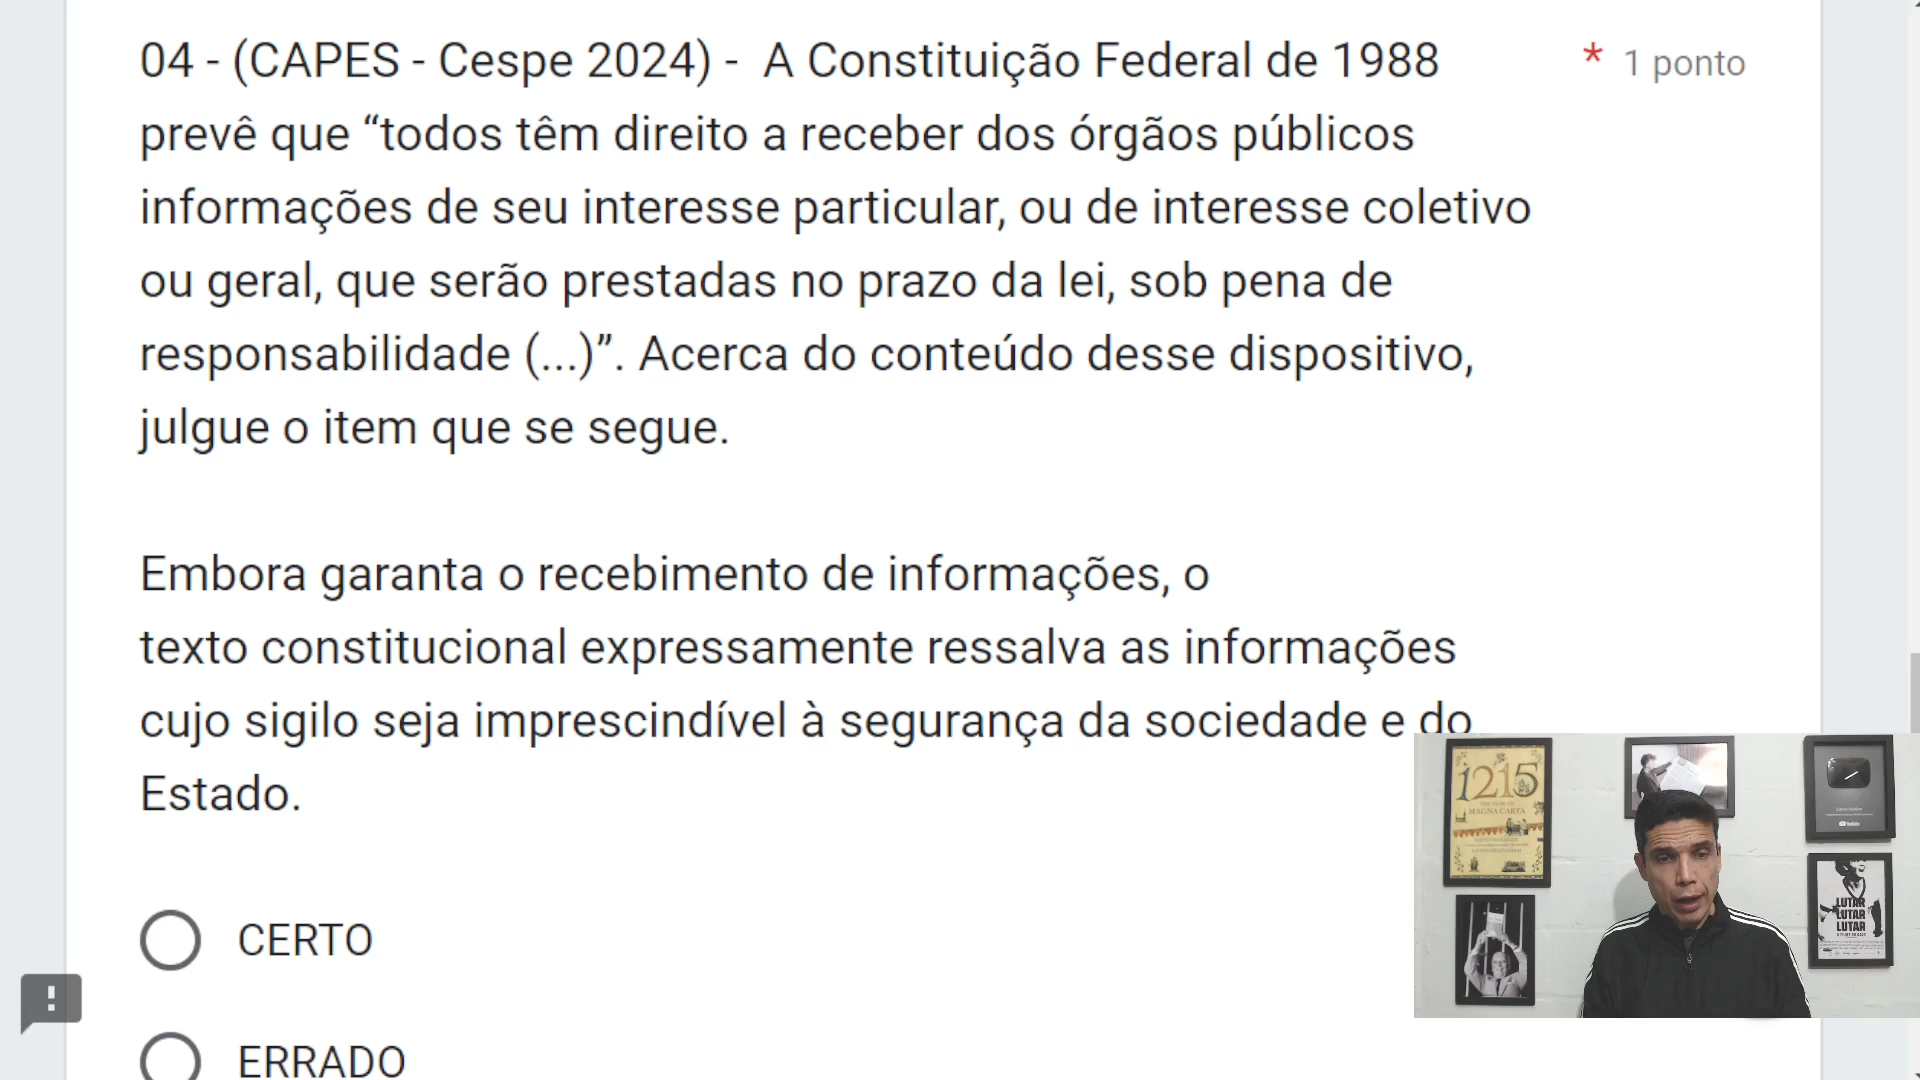 04 - (CAPES - Cespe 2024) -  A Constituição Federal de 1988
* 1 ponto
prevê que “todos têm direito a receber dos órgãos públicos
informações de seu interesse particular, ou de interesse coletivo
ou geral, que serão prestadas no prazo da lei, sob pena de
responsabilidade (...)”. Acerca do conteúdo desse dispositivo,
julgue o item que se segue.
Embora garanta o recebimento de informações, o
texto constitucional expressamente ressalva as informações
cujo sigilo seja imprescindível à segurança da sociedade e do
Estado.
CERTO
ERRADO
1215
MAGNA CARTA
LUTAR
LUTAR
LUTAR